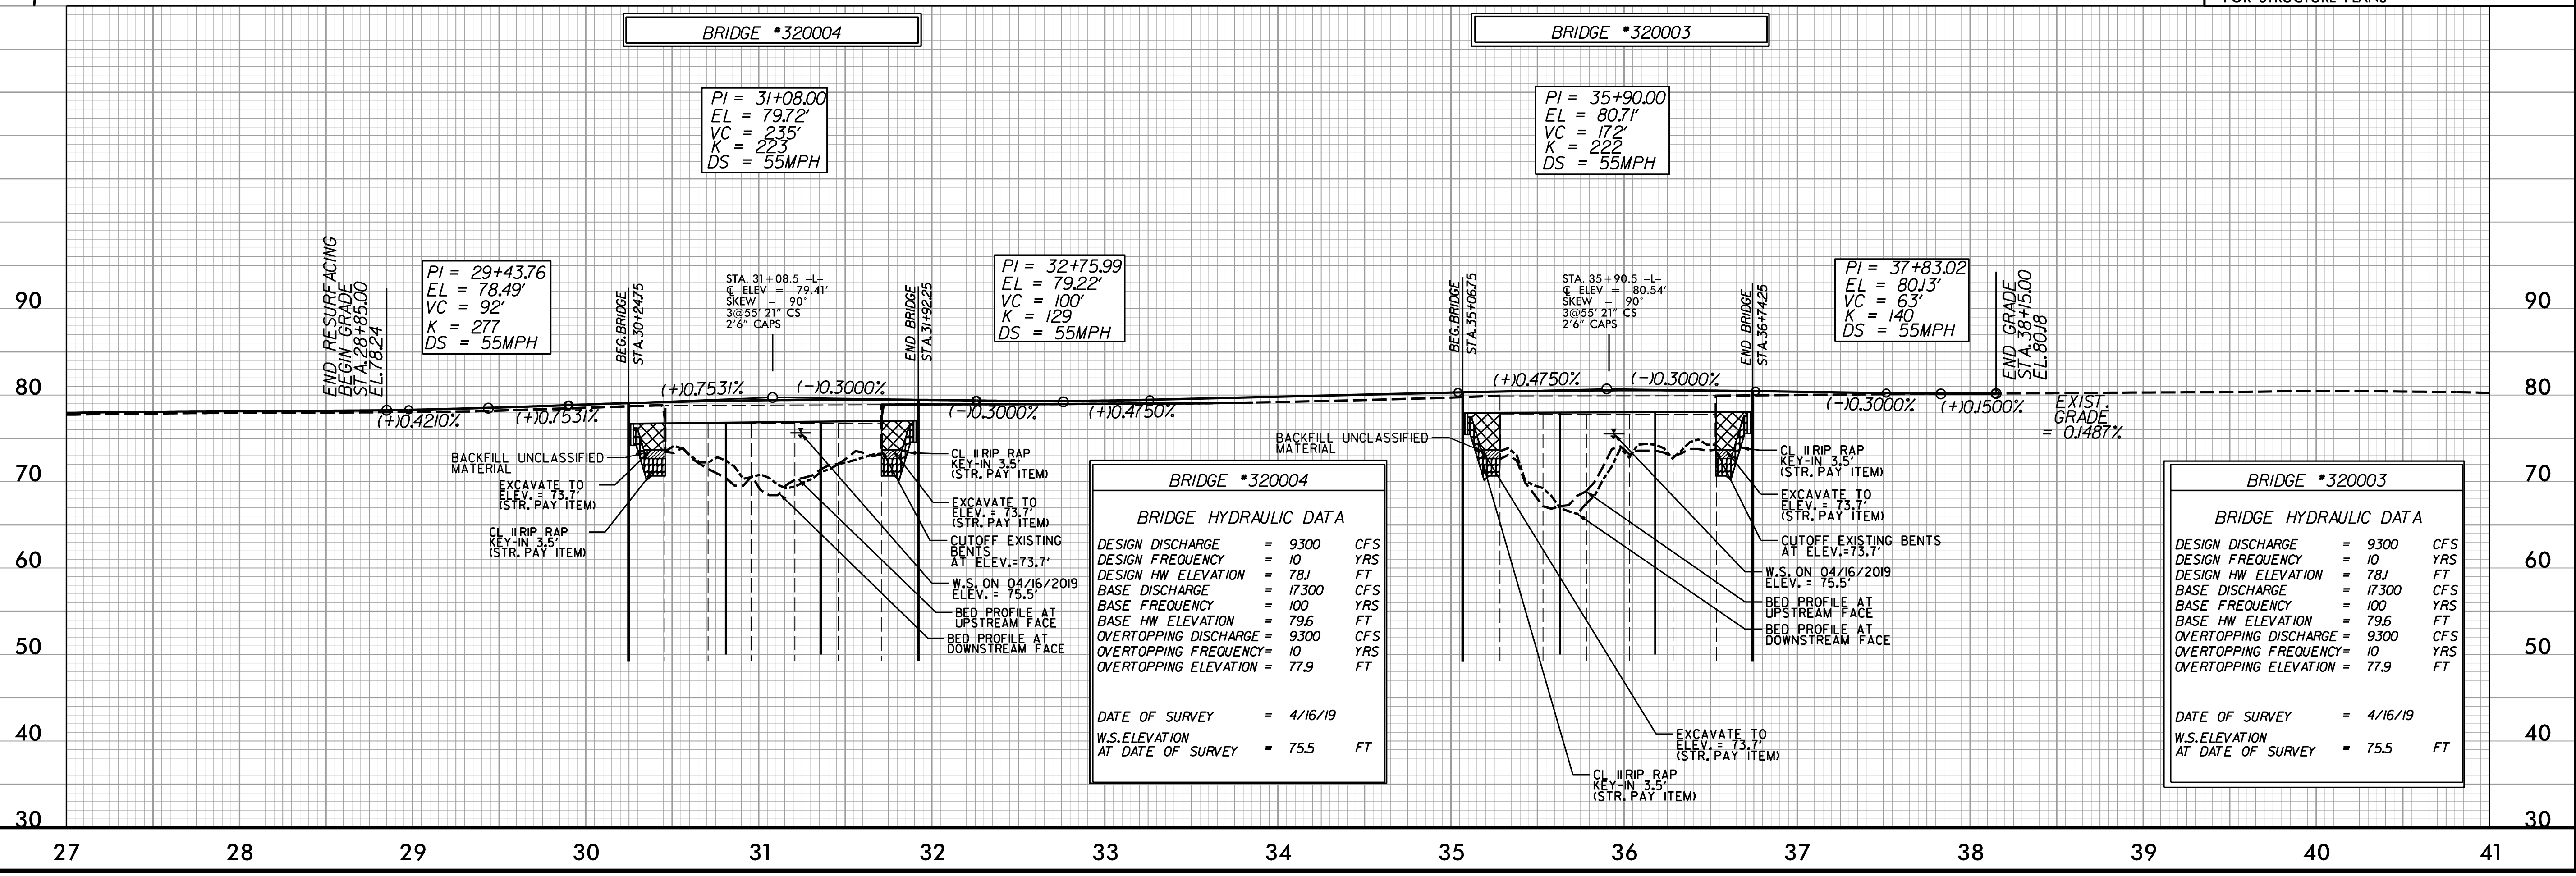 FOR STRUCTURE PLANS
BRIDGE #320004
BRIDGE #320003
PI = 31+08.00
EL = 79.72'
VC = 235'
K = 223
DS = 55MPH
PI = 35+90.00
EL = 80.71'
VC = 172'
K = 222
DS = 55MPH
END RESURFACING
BEGIN GRADE
STA.28+85.00
EL.78.24
PI = 29+43.76
EL = 78.49'
VC = 92'
K = 277
DS = 55MPH
BEG.BRIDGE
STA.30+24.75
STA. 31+08.5 -L-
℄ ELEV = 79.41'
SKEW = 90°
3@55' 21" CS
2'6" CAPS
END BRIDGE
STA.31+92.25
PI = 32+75.99
EL = 79.22'
VC = 100'
K = 129
DS = 55MPH
BEG.BRIDGE
STA.35+06.75
STA. 35+90.5 -L-
℄ ELEV = 80.54'
SKEW = 90°
3@55' 21" CS
2'6" CAPS
END BRIDGE
STA.36+74.25
PI = 37+83.02
EL = 80.13'
VC = 63'
K = 140
DS = 55MPH
END GRADE
STA.38+15.00
EL.80.18
90
90
80
80
(+)0.4210%
(+)0.7531%
(+)0.7531%
(-)0.3000%
(-)0.3000%
(+)0.4750%
(+)0.4750%
(-)0.3000%
(-)0.3000%
(+)0.1500%
EXIST.
GRADE
= 0.1487%
BACKFILL UNCLASSIFIED
MATERIAL
EXCAVATE TO
ELEV. = 73.7'
(STR. PAY ITEM)
CL II RIP RAP
KEY-IN 3.5'
(STR. PAY ITEM)
CL II RIP RAP
KEY-IN 3.5'
(STR. PAY ITEM)
EXCAVATE TO
ELEV. = 73.7'
(STR. PAY ITEM)
CUTOFF EXISTING
BENTS
AT ELEV.=73.7'
W.S. ON 04/16/2019
ELEV. = 75.5'
BED PROFILE AT
UPSTREAM FACE
BED PROFILE AT
DOWNSTREAM FACE
BACKFILL UNCLASSIFIED
MATERIAL
CL II RIP RAP
KEY-IN 3.5'
(STR. PAY ITEM)
EXCAVATE TO
ELEV. = 73.7'
(STR. PAY ITEM)
CUTOFF EXISTING BENTS
AT ELEV.=73.7'
W.S. ON 04/16/2019
ELEV. = 75.5'
BED PROFILE AT
UPSTREAM FACE
BED PROFILE AT
DOWNSTREAM FACE
EXCAVATE TO
ELEV. = 73.7'
(STR. PAY ITEM)
CL II RIP RAP
KEY-IN 3.5'
(STR. PAY ITEM)
70
70
60
60
50
50
40
40
30
30
BRIDGE #320004
BRIDGE HYDRAULIC DATA
DESIGN DISCHARGE = 9300 CFS
DESIGN FREQUENCY = 10 YRS
DESIGN HW ELEVATION = 78.1 FT
BASE DISCHARGE = 17300 CFS
BASE FREQUENCY = 100 YRS
BASE HW ELEVATION = 79.6 FT
OVERTOPPING DISCHARGE = 9300 CFS
OVERTOPPING FREQUENCY = 10 YRS
OVERTOPPING ELEVATION = 77.9 FT
DATE OF SURVEY = 4/16/19
W.S.ELEVATION
AT DATE OF SURVEY = 75.5 FT
BRIDGE #320003
BRIDGE HYDRAULIC DATA
DESIGN DISCHARGE = 9300 CFS
DESIGN FREQUENCY = 10 YRS
DESIGN HW ELEVATION = 78.1 FT
BASE DISCHARGE = 17300 CFS
BASE FREQUENCY = 100 YRS
BASE HW ELEVATION = 79.6 FT
OVERTOPPING DISCHARGE = 9300 CFS
OVERTOPPING FREQUENCY = 10 YRS
OVERTOPPING ELEVATION = 77.9 FT
DATE OF SURVEY = 4/16/19
W.S.ELEVATION
AT DATE OF SURVEY = 75.5 FT
27 28 29 30 31 32 33 34 35 36 37 38 39 40 41